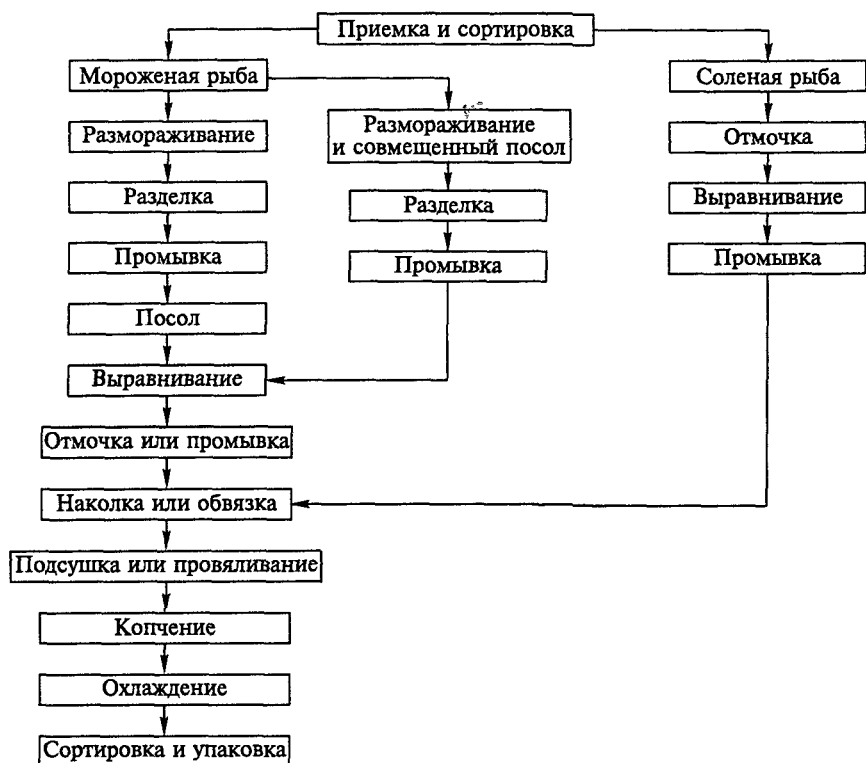 Приемка и сортировка
Мороженая рыба
Соленая рыба
Размораживание
Размораживание
и совмещенный посол
Отмочка
Разделка
Разделка
Выравнивание
Промывка
Промывка
Промывка
Посол
Выравнивание
Отмочка или промывка
Наколка или обвязка
Подсушка или провяливание
Копчение
Охлаждение
Сортировка и упаковка